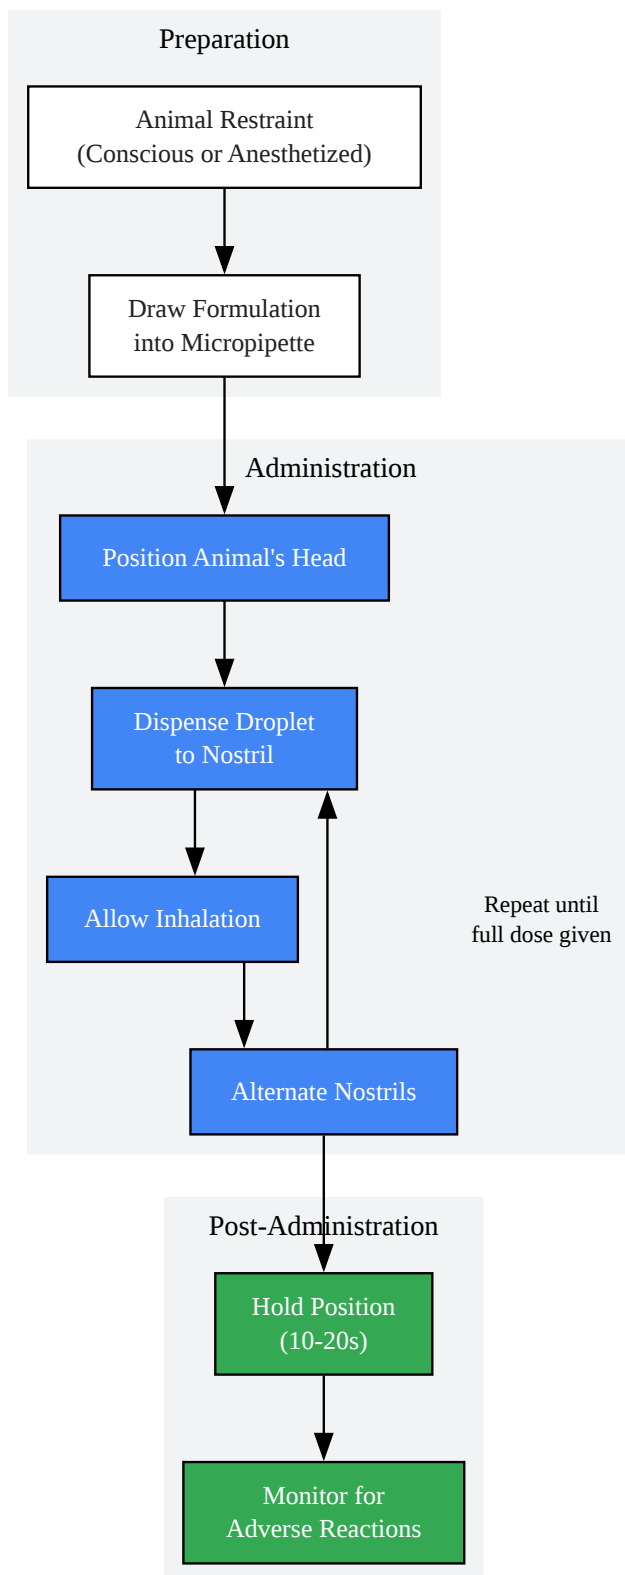 Preparation
Animal Restraint
(Conscious or Anesthetized)
Draw Formulation
into Micropipette
Administration
Position Animal's Head
Dispense Droplet
to Nostril
Allow Inhalation
Repeat until
full dose given
Alternate Nostrils
Post-Administration
Hold Position
(10-20s)
Monitor for
Adverse Reactions